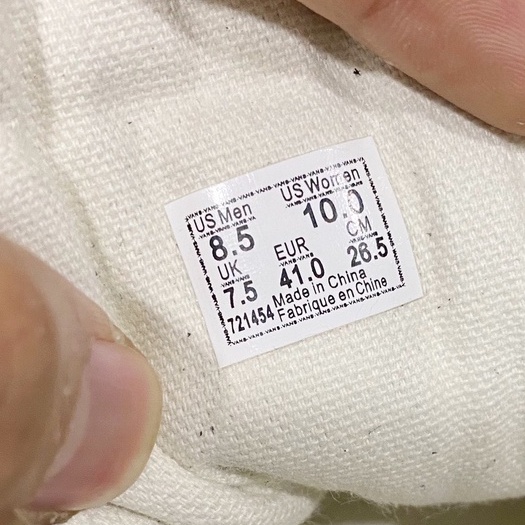 US Men US Women
8.5 10.0
UK EUR CM
7.5 41.0 26.5
Made in China
721454 Fabrique en Chine